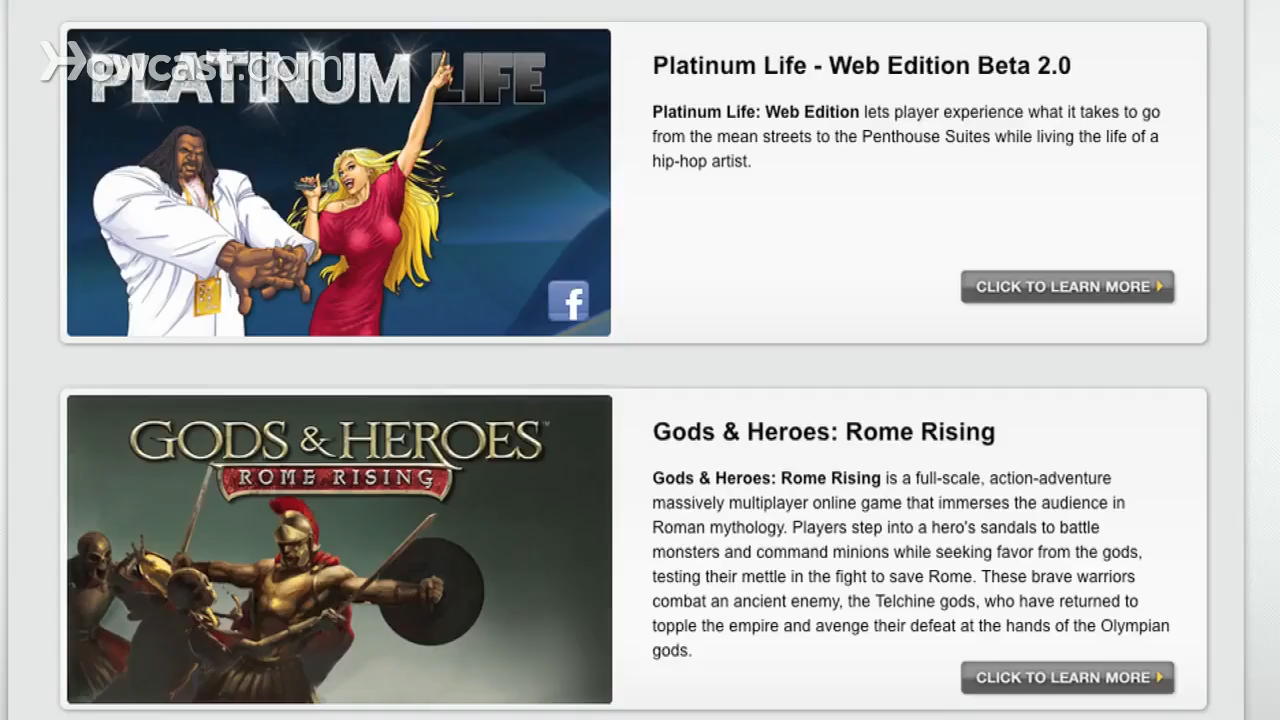 Howcast.com
PLATINUM LIFE
Platinum Life - Web Edition Beta 2.0
Platinum Life: Web Edition lets player experience what it takes to go
from the mean streets to the Penthouse Suites while living the life of a
hip-hop artist.
f
CLICK TO LEARN MORE
GODS & HEROES™
ROME RISING
Gods & Heroes: Rome Rising
Gods & Heroes: Rome Rising is a full-scale, action-adventure
massively multiplayer online game that immerses the audience in
Roman mythology. Players step into a hero's sandals to battle
monsters and command minions while seeking favor from the gods,
testing their mettle in the fight to save Rome. These brave warriors
combat an ancient enemy, the Telchine gods, who have returned to
topple the empire and avenge their defeat at the hands of the Olympian
gods.
CLICK TO LEARN MORE